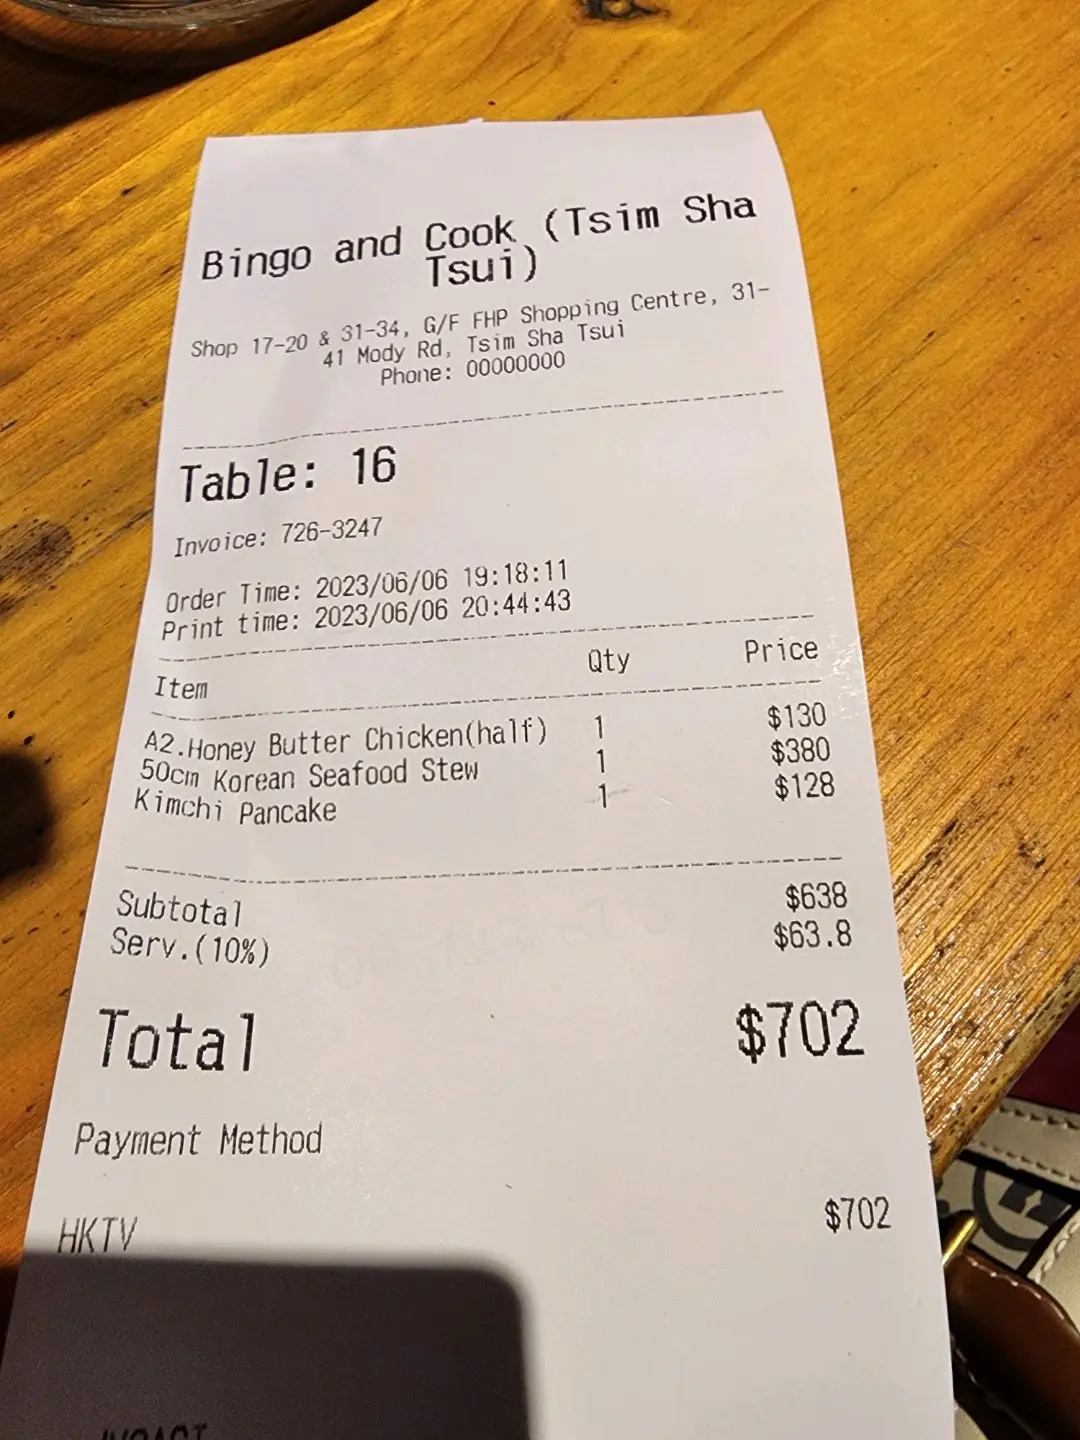 Bingo and Cook (Tsim Sha
Tsui)
Shop 17-20 & 31-34, G/F FHP Shopping Centre, 31-
41 Mody Rd, Tsim Sha Tsui
Phone: 00000000
Table: 16
Invoice: 726-3247
Order Time: 2023/06/06 19:18:11
Print time: 2023/06/06 20:44:43
Item Qty Price
A2.Honey Butter Chicken(half) 1 $130
50cm Korean Seafood Stew 1 $380
Kimchi Pancake 1 $128
Subtotal $638
Serv.(10%) $63.8
Total $702
Payment Method
HKTV $702